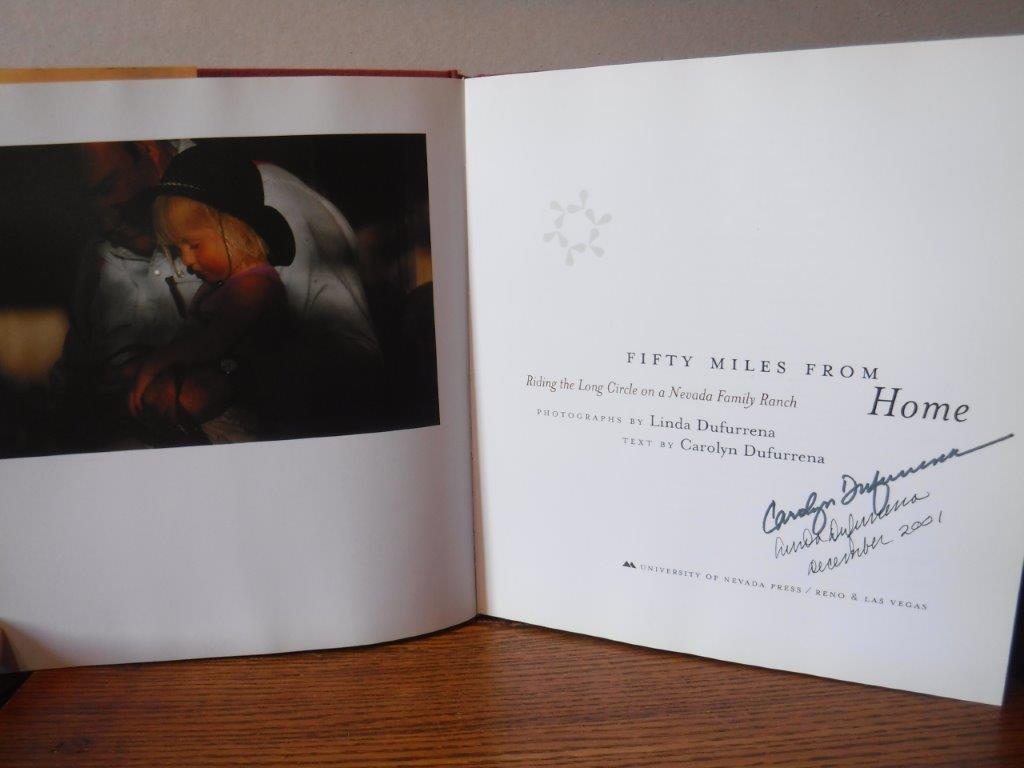 FIFTY MILES FROM
Home
Riding the Long Circle on a Nevada Family Ranch
PHOTOGRAPHS BY Linda Dufurrena
TEXT BY Carolyn Dufurrena
Carolyn Dufurrena
Linda Dufurrena
December 2001
UNIVERSITY OF NEVADA PRESS / RENO & LAS VEGAS